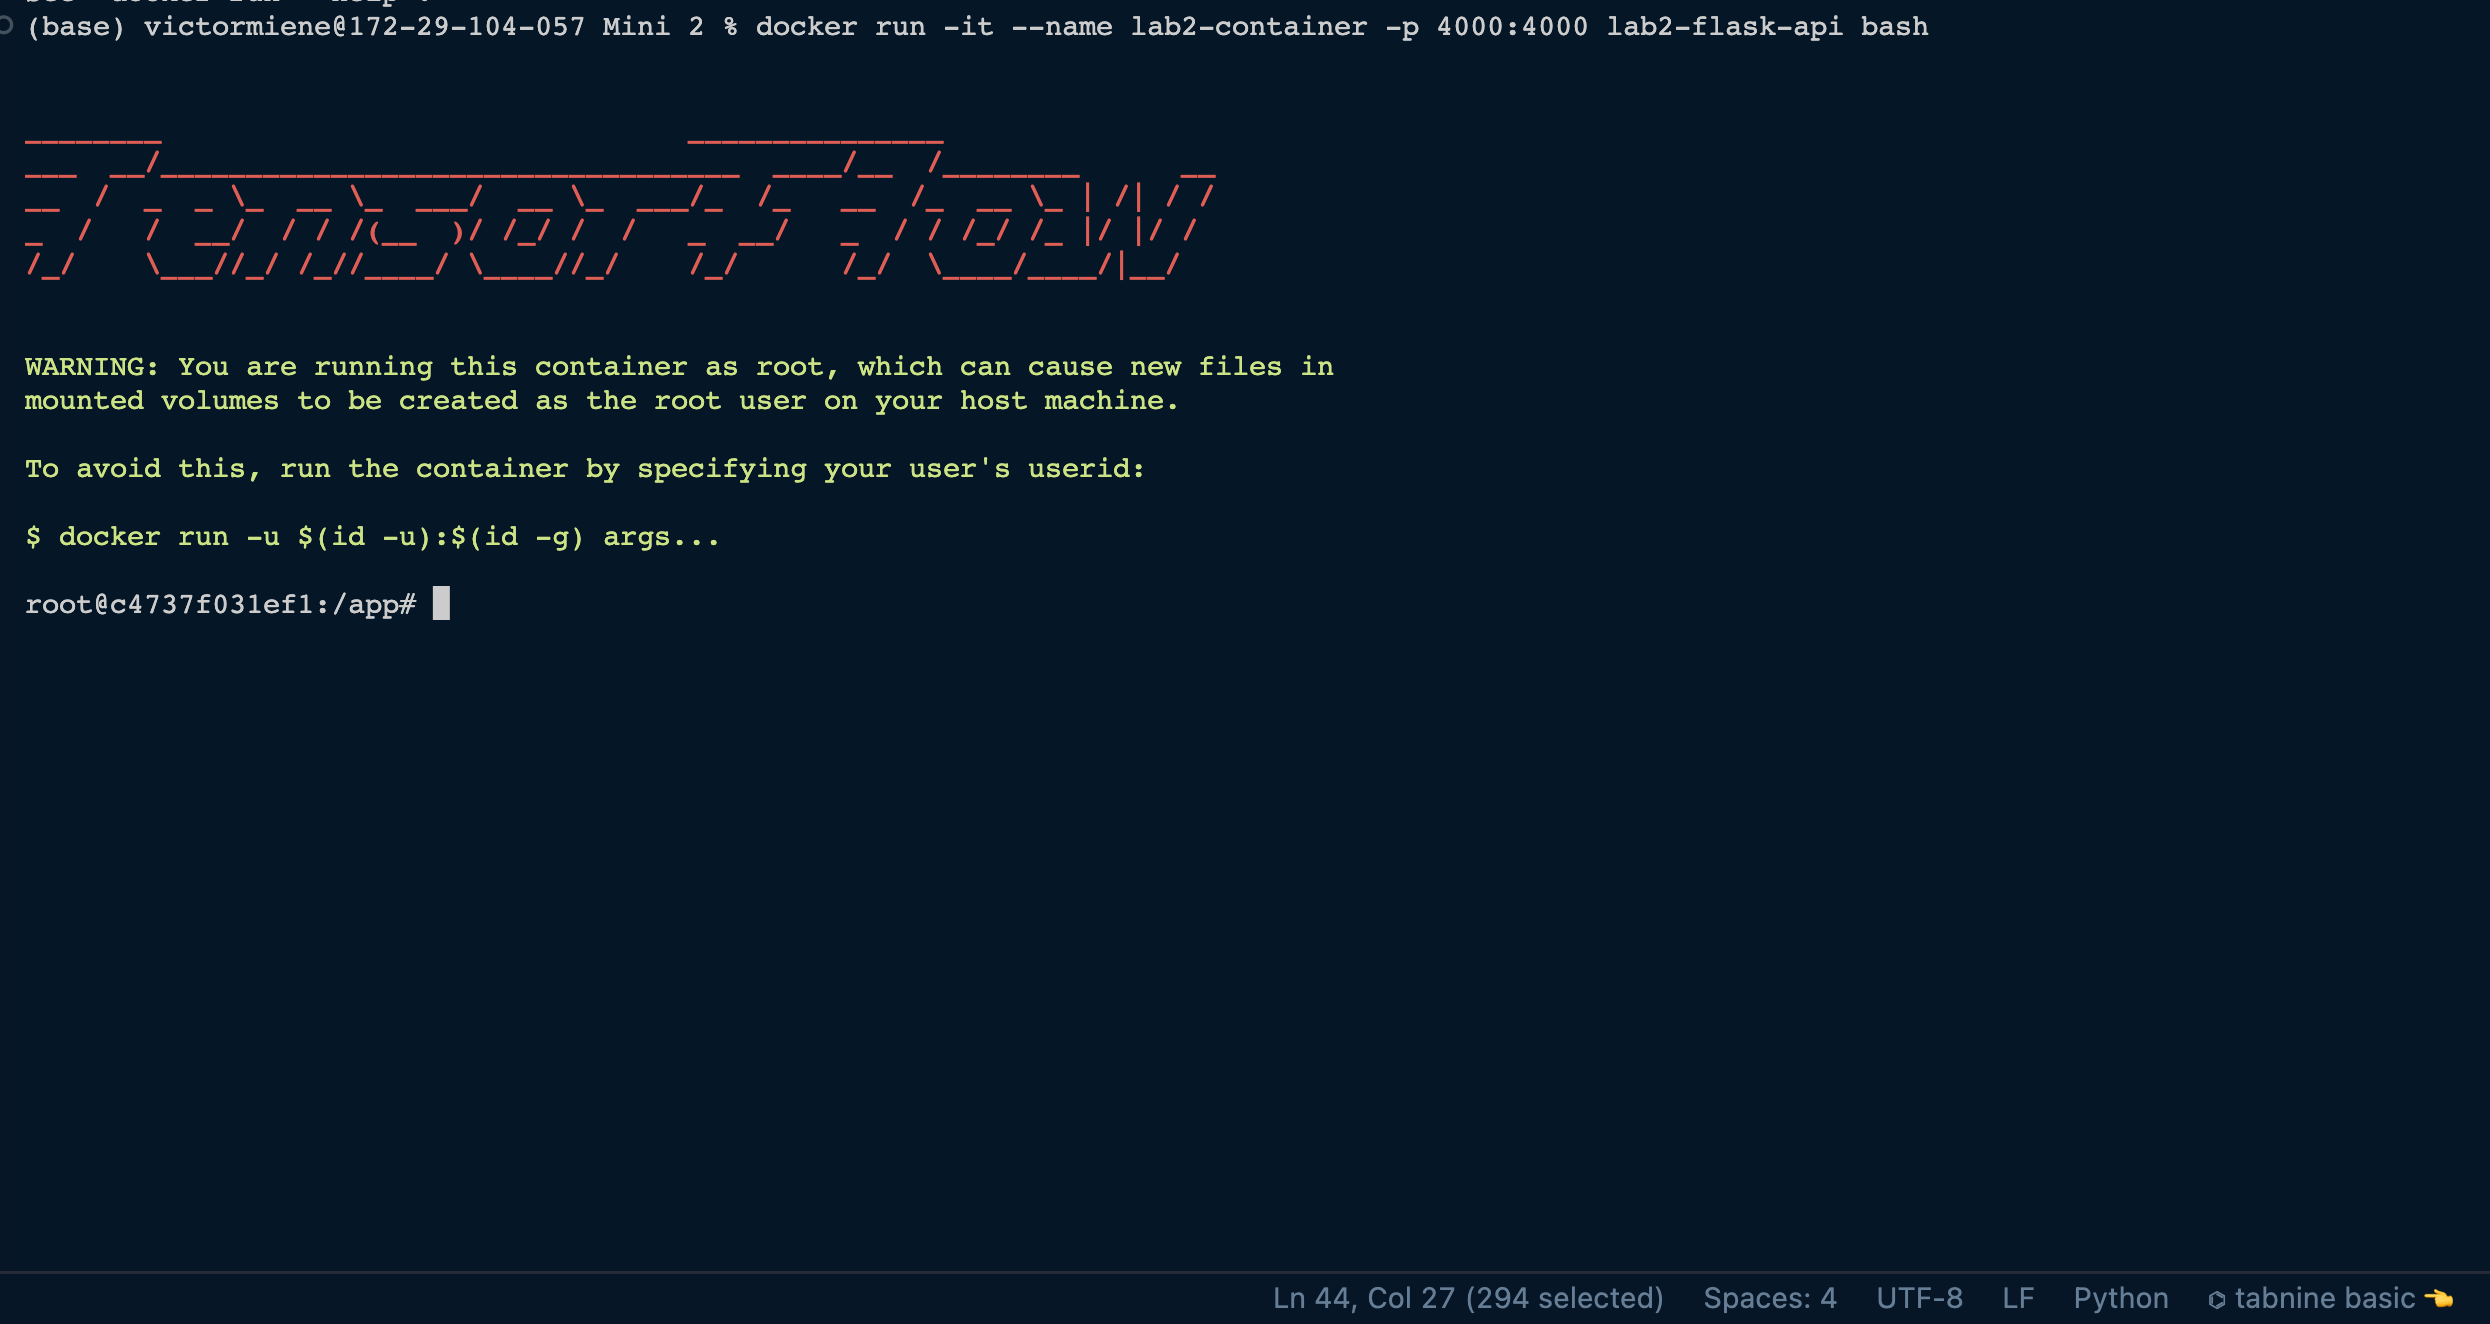 (base) victormiene@172-29-104-057 Mini 2 % docker run -it --name lab2-container -p 4000:4000 lab2-flask-api bash
TensorFlow
WARNING: You are running this container as root, which can cause new files in
mounted volumes to be created as the root user on your host machine.
To avoid this, run the container by specifying your user's userid:
$ docker run -u $(id -u):$(id -g) args...
root@c4737f031ef1:/app#
Ln 44, Col 27 (294 selected) Spaces: 4 UTF-8 LF Python tabnine basic